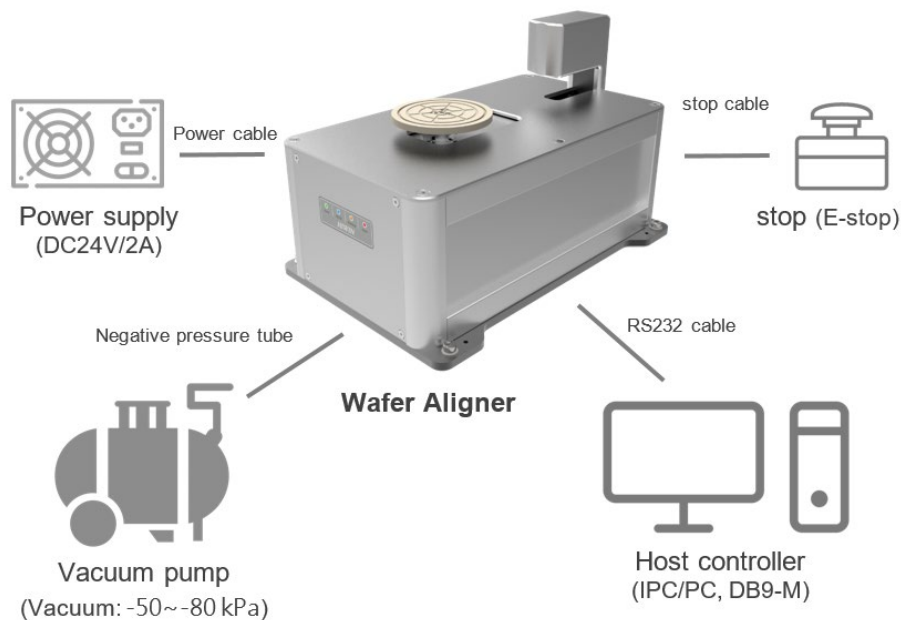 stop cable
Power cable
Power supply
(DC24V/2A)
stop (E-stop)
Negative pressure tube
RS232 cable
Wafer Aligner
Vacuum pump
(Vacuum: -50~-80 kPa)
Host controller
(IPC/PC, DB9-M)